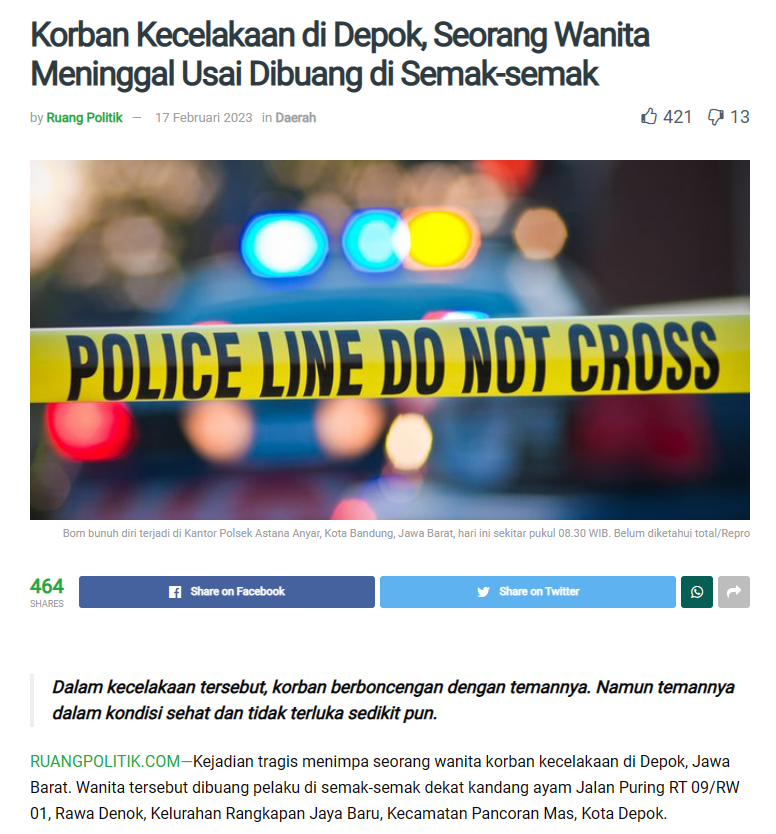 Korban Kecelakaan di Depok, Seorang Wanita
Meninggal Usai Dibuang di Semak-semak
by Ruang Politik — 17 Februari 2023 in Daerah
421 13
POLICE LINE DO NOT CROSS
Bom bunuh diri terjadi di Kantor Polsek Astana Anyar, Kota Bandung, Jawa Barat, hari ini sekitar pukul 08.30 WIB. Belum diketahui total/Repro
464
SHARES
Share on Facebook
Share on Twitter
Dalam kecelakaan tersebut, korban berboncengan dengan temannya. Namun temannya
dalam kondisi sehat dan tidak terluka sedikit pun.
RUANGPOLITIK.COM—Kejadian tragis menimpa seorang wanita korban kecelakaan di Depok, Jawa
Barat. Wanita tersebut dibuang pelaku di semak-semak dekat kandang ayam Jalan Puring RT 09/RW
01, Rawa Denok, Kelurahan Rangkapan Jaya Baru, Kecamatan Pancoran Mas, Kota Depok.